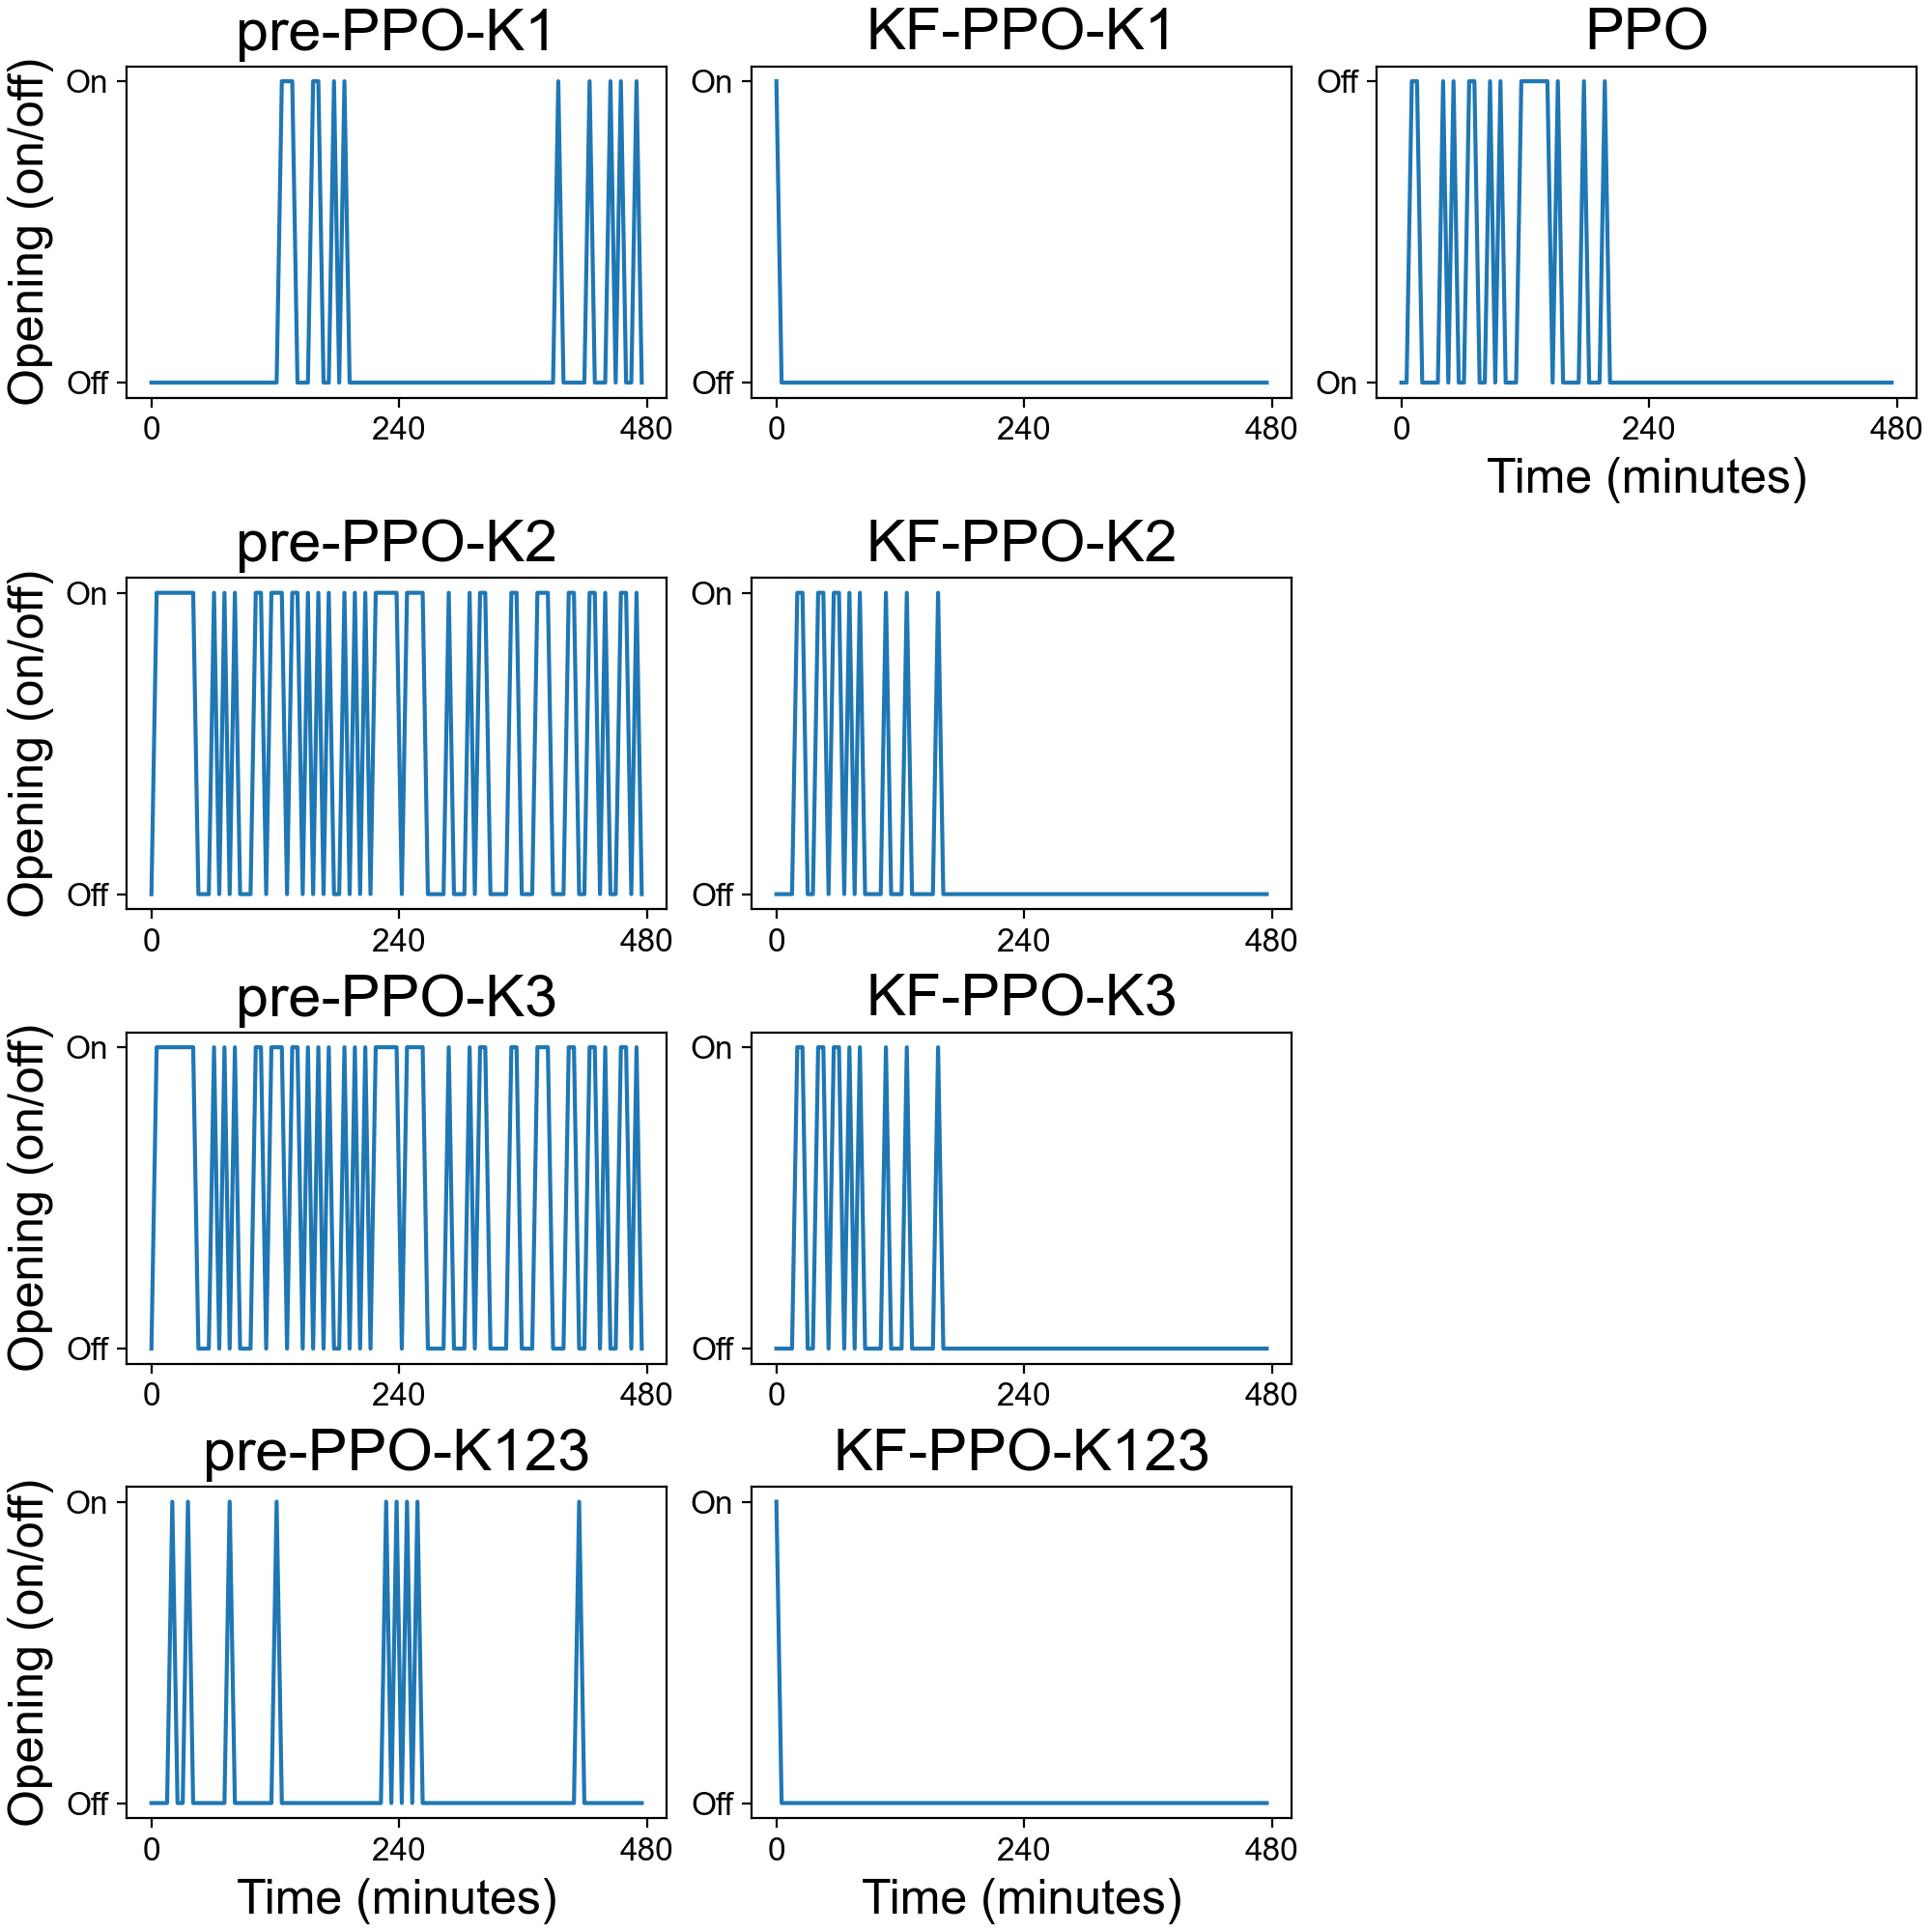 pre-PPO-K1
KF-PPO-K1
PPO
Opening (on/off)
On
Off
0 240 480
On
Off
0 240 480
Off
On
0 240 480
Time (minutes)
pre-PPO-K2
KF-PPO-K2
Opening (on/off)
On
Off
0 240 480
On
Off
0 240 480
pre-PPO-K3
KF-PPO-K3
Opening (on/off)
On
Off
0 240 480
On
Off
0 240 480
pre-PPO-K123
KF-PPO-K123
Opening (on/off)
On
Off
0 240 480
Time (minutes)
On
Off
0 240 480
Time (minutes)